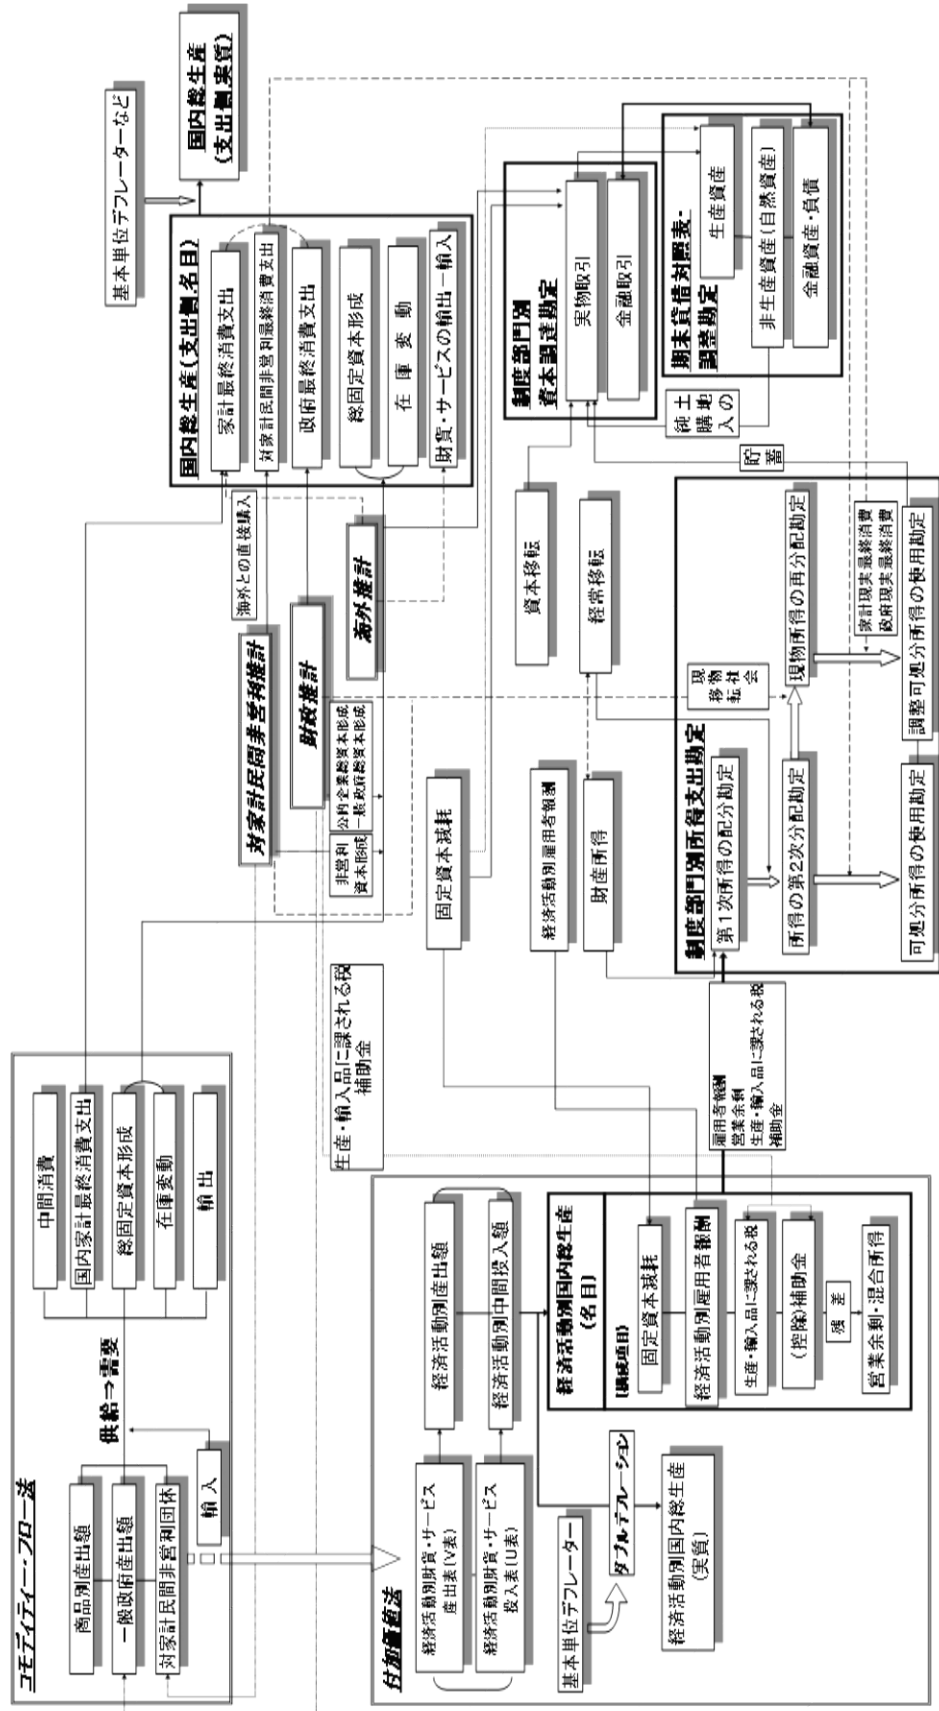 コモディティー・フロー法
商品別産出額
一般政府産出額
対家計民間非営利団体
輸入
供給⇒需要
中間消費
国内家計最終消費支出
総固定資本形成
在庫変動
輸出
付加価値法
経済活動別財貨・サービス
産出表(V表)
経済活動別財貨・サービス
投入表(U表)
経済活動別産出額
経済活動別中間投入額
基本単位デフレーター
ダブルデフレーション
経済活動別国内総生産
(実質)
経済活動別国内総生産
(名目)
[構成項目]
固定資本減耗
経済活動別雇用者報酬
生産・輸入品に課される税
(控除)補助金
残差
営業余剰・混合所得
生産・輸入品に課される税
補助金
雇用者報酬
営業余剰
生産・輸入品に課される税
補助金
対家計民間非営利推計
財政推計
海外推計
非営利
資本形成
公的企業総資本形成
一般政府総資本形成
海外との直接購入
固定資本減耗
経済活動別雇用者報酬
財産所得
資本移転
経常移転
現物社会
移転
国内総生産(支出側、名目)
家計最終消費支出
対家計民間非営利最終消費支出
政府最終消費支出
総固定資本形成
在庫変動
財貨・サービスの輸出－輸入
基本単位デフレーターなど
国内総生産
(支出側、実質)
制度部門別
資本調達勘定
実物取引
金融取引
期末貸借対照表・
調整勘定
生産資産
非生産資産(自然資産)
金融資産・負債
土地の
純購入
貯蓄
制度部門別所得支出勘定
第1次所得の配分勘定
所得の第2次分配勘定
現物所得の再分配勘定
家計現実最終消費
政府現実最終消費
可処分所得の使用勘定
調整可処分所得の使用勘定